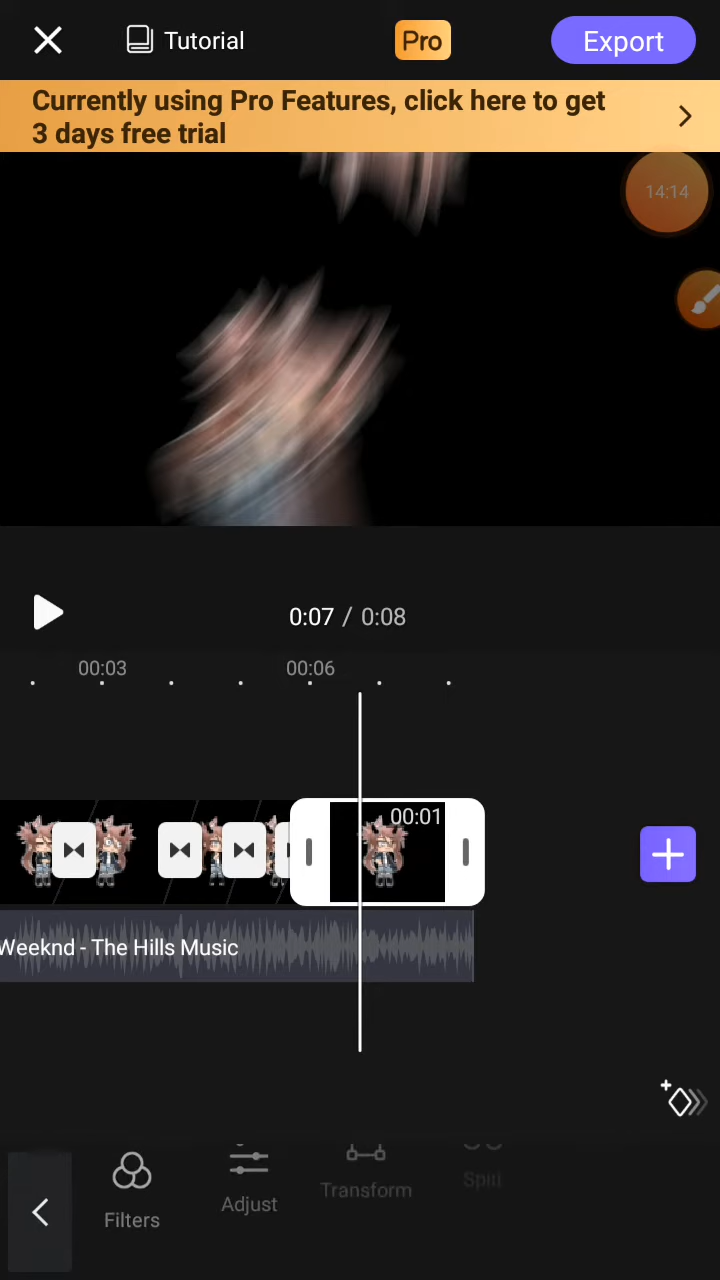 Tutorial
Pro
Export
Currently using Pro Features, click here to get
3 days free trial
14:14
0:07 / 0:08
00:03
00:06
00:01
Weeknd - The Hills Music
Filters
Adjust
Transform